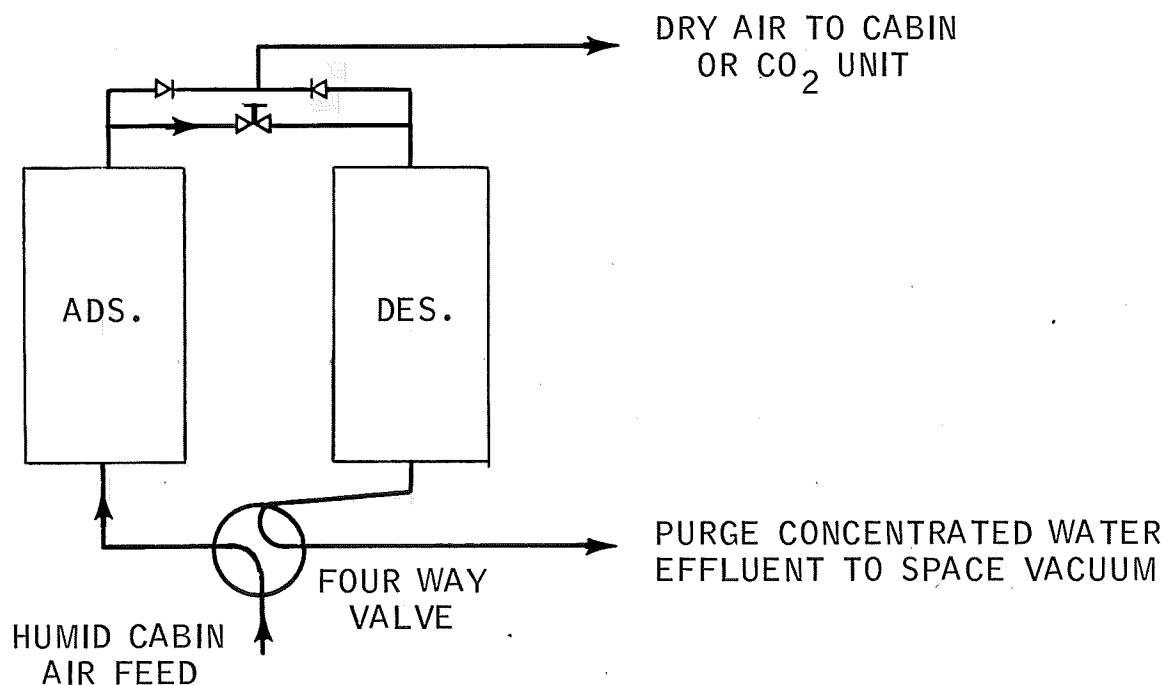 DRY AIR TO CABIN
OR CO2 UNIT
ADS.
DES.
PURGE CONCENTRATED WATER
EFFLUENT TO SPACE VACUUM
FOUR WAY
VALVE
HUMID CABIN
AIR FEED